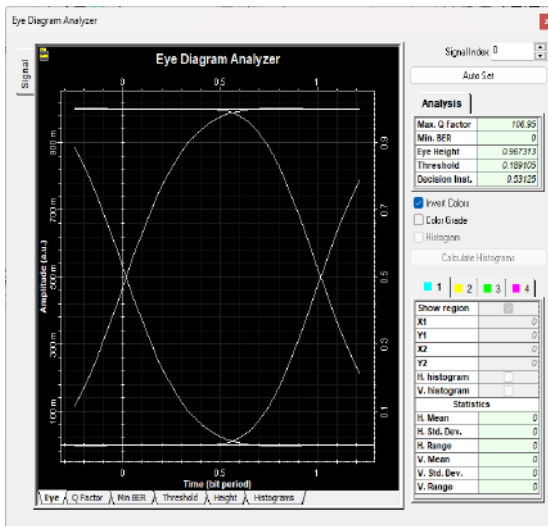 Eye Diagram Analyzer
Signal
Eye Diagram Analyzer
0 0.5 1
Amplitude (a.u.)
900 m
700 m
500 m
300 m
100 m
0.9
0.7
0.5
0.3
0.1
0 0.5 1
Time (bit period)
Eye Q Factor Min BER Threshold Height Histograms
SignalIndex 0
Auto Set
Analysis
Max. Q Factor 106.95
Min. BER 0
Eye Height 0.967313
Threshold 0.189105
Decision Inst. 0.53125
Invert Colors
Color Grade
Histogram
Calculate Histograms
1 2 3 4
Show region
X1 0
Y1 0
X2 0
Y2 0
H. histogram
V. histogram
Statistics
H. Mean 0
H. Std. Dev. 0
H. Range 0
V. Mean 0
V. Std. Dev. 0
V. Range 0